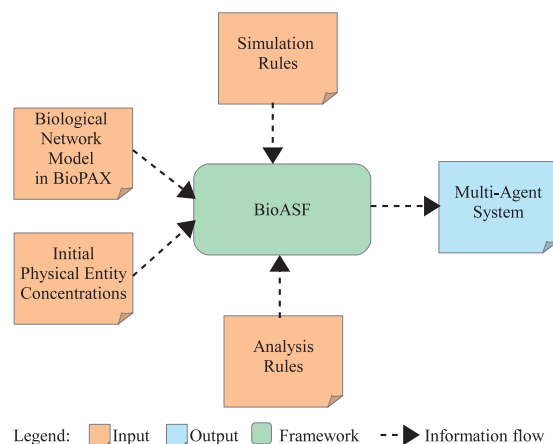 Simulation
Rules
Biological
Network
Model
in BioPAX
BioASF
Multi-Agent
System
Initial
Physical Entity
Concentrations
Analysis
Rules
Legend: Input Output Framework Information flow